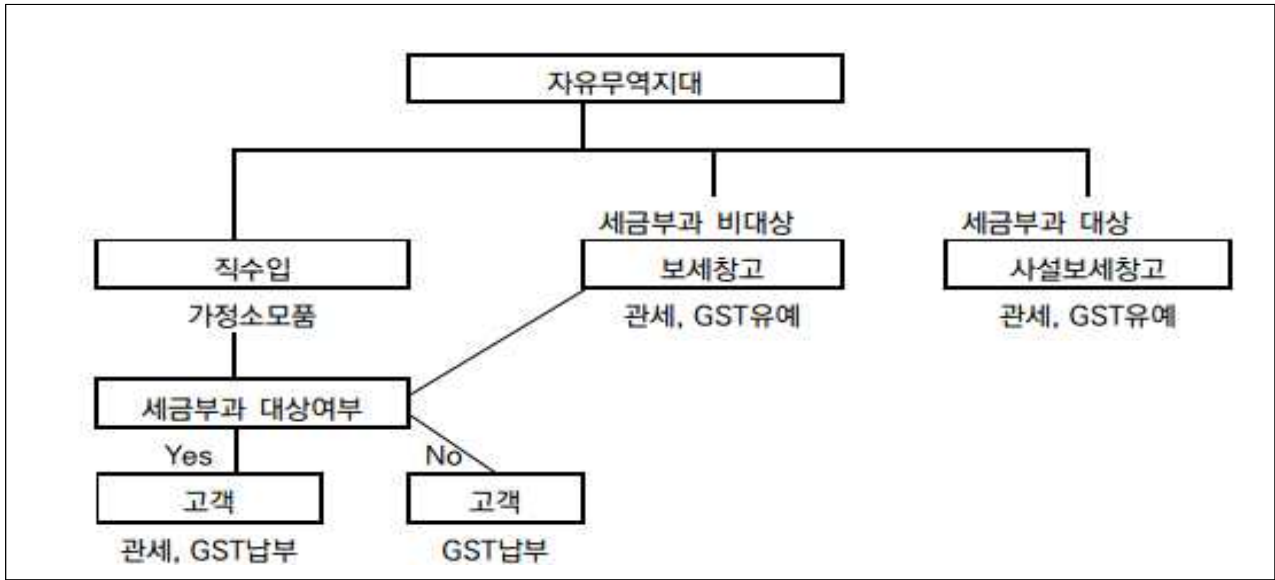 자유무역지대
세금부과 비대상
세금부과 대상
직수입
보세창고
사설보세창고
가정소모품
관세, GST유예
관세, GST유예
세금부과 대상여부
Yes
No
고객
고객
관세, GST납부
GST납부